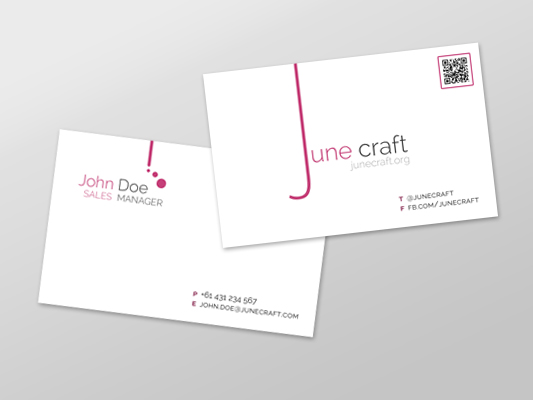 June craft
junecraft.org
T @JUNECRAFT
F FB.COM/JUNECRAFT
John Doe
SALES MANAGER
P +61 431 234 567
E JOHN.DOE@JUNECRAFT.COM